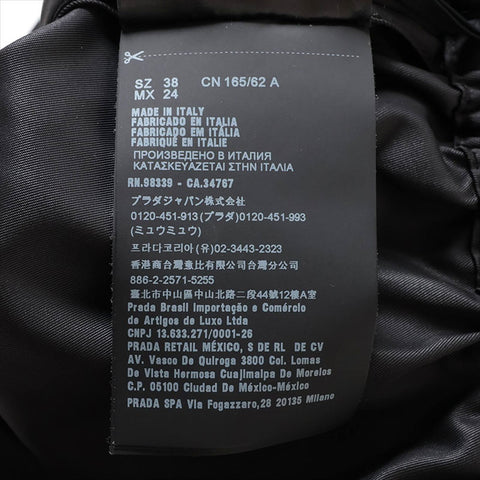 SZ 38 CN 165/62 A
MX 24
MADE IN ITALY
FABRICADO EN ITALIA
FABRICADO EM ITÁLIA
FABRIQUÉ EN ITALIE
ПРОИЗВЕДЕНО В ИТАЛИЯ
ΚΑΤΑΣΚΕΥΑΖΕΤΑΙ ΣΤΗΝ ΙΤΑΛΙΑ
RN.98339 - CA.34767
プラダジャパン株式会社
0120-451-913 (プラダ)0120-451-993
(ミュウミュウ)
프라다코리아 (유) 02-3443-2323
香港商台灣普比有限公司台灣分公司
886-2-2571-5255
臺北市中山區中山北路二段44號12樓A室
Prada Brasil Importação e Comércio
de Artigos de Luxo Ltda
CNPJ 13.633.271/0001-26
PRADA RETAIL MÉXICO, S DE RL DE CV
AV. Vasco De Quiroga 3800 Col. Lomas
De Vista Hermosa Cuajimalpa De Morelos
C.P. 05100 Ciudad De México-México
PRADA SPA Via Fogazzaro,28 20135 Milano